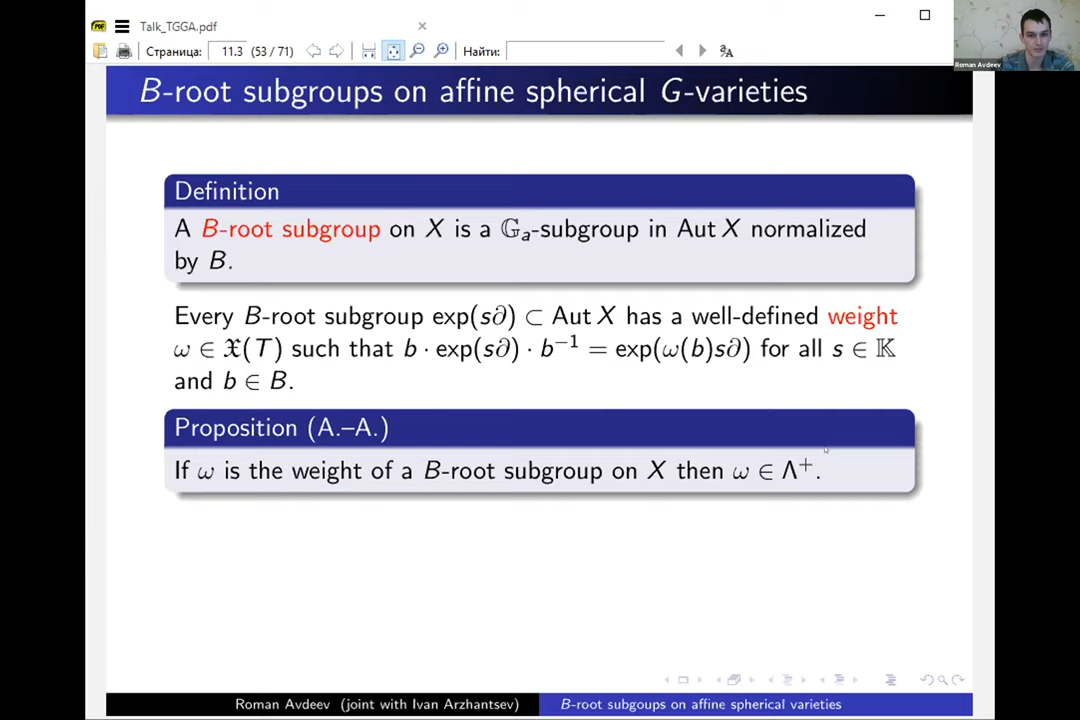 Talk_TGGA.pdf
Страница: 11.3 (53 / 71) Найти:
Roman Avdeev
B-root subgroups on affine spherical G-varieties
Definition
A B-root subgroup on X is a 𝔾ₐ-subgroup in Aut X normalized
by B.
Every B-root subgroup exp(s∂) ⊂ Aut X has a well-defined weight
ω ∈ 𝔛(T) such that b · exp(s∂) · b⁻¹ = exp(ω(b)s∂) for all s ∈ 𝕂
and b ∈ B.
Proposition (A.–A.)
If ω is the weight of a B-root subgroup on X then ω ∈ Λ⁺.
Roman Avdeev (joint with Ivan Arzhantsev) B-root subgoups on affine spherical varieties